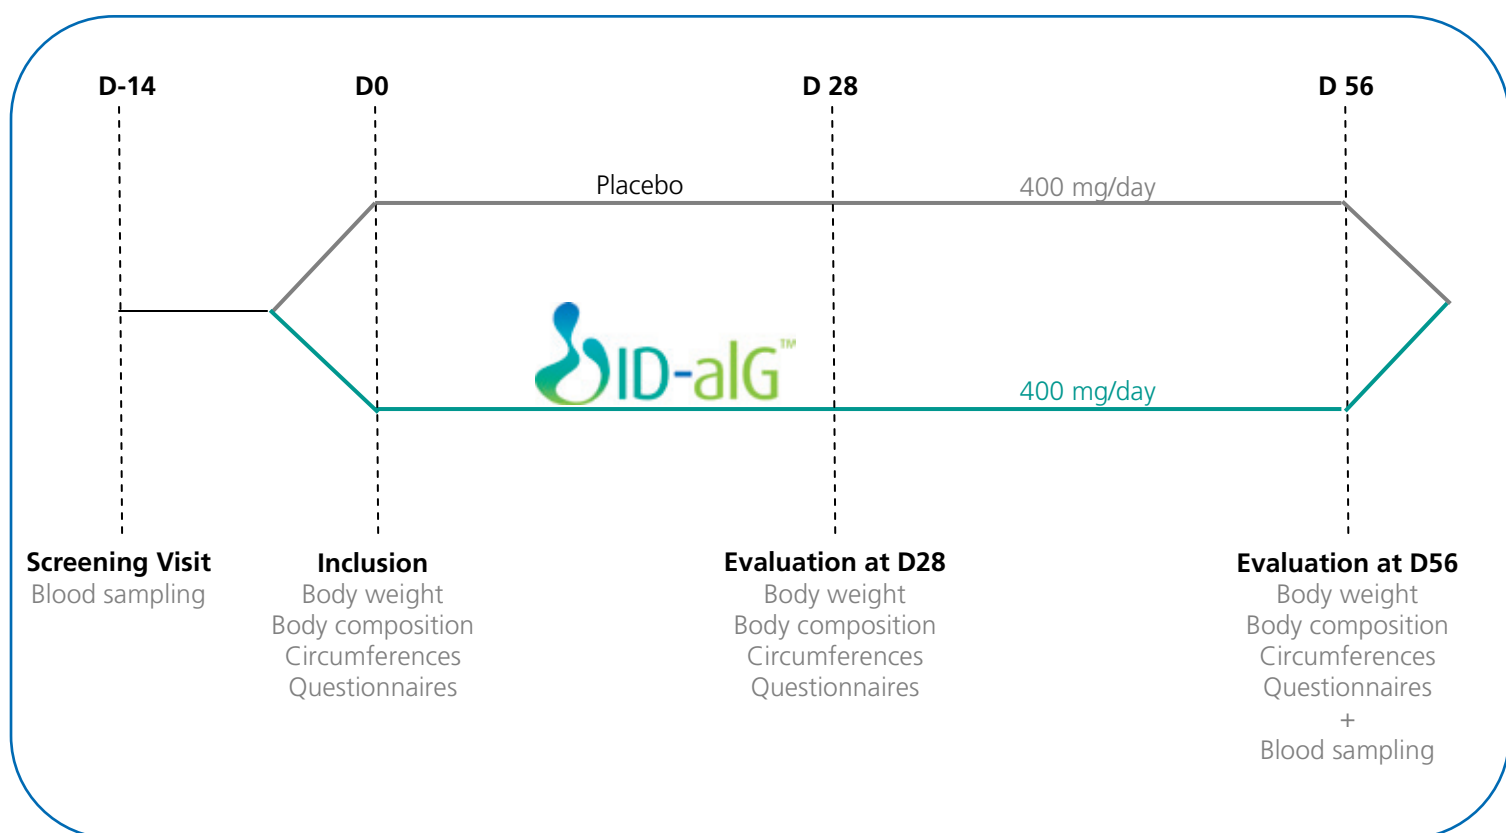 D-14
D0
D 28
D 56
Placebo
400 mg/day
ID-alG™
400 mg/day
Screening Visit
Blood sampling
Inclusion
Body weight
Body composition
Circumferences
Questionnaires
Evaluation at D28
Body weight
Body composition
Circumferences
Questionnaires
Evaluation at D56
Body weight
Body composition
Circumferences
Questionnaires
+
Blood sampling